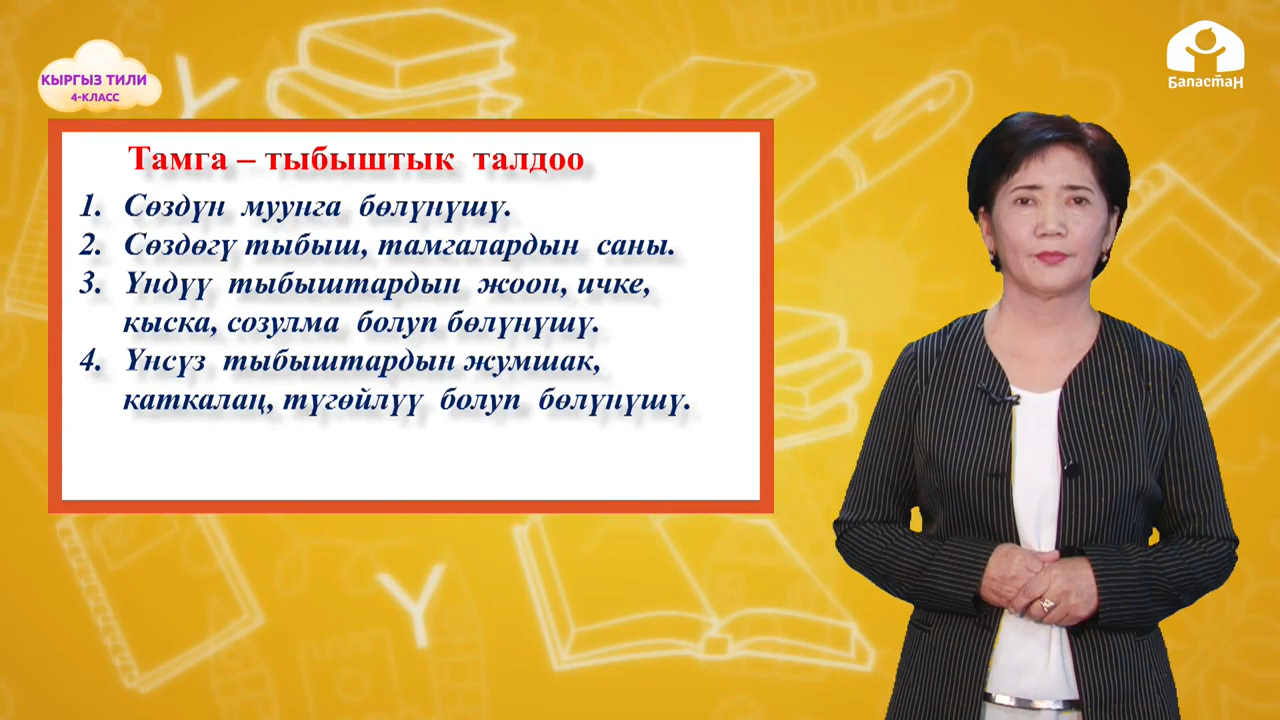 КЫРГЫЗ ТИЛИ
4-КЛАСС
Баластан
Тамга – тыбыштык талдоо
1. Сөздүн муунга бөлүнүшү.
2. Сөздөгү тыбыш, тамгалардын саны.
3. Үндүү тыбыштардын жоон, ичке,
кыска, созулма болуп бөлүнүшү.
4. Үнсүз тыбыштардын жумшак,
каткалаң, түгөйлүү болуп бөлүнүшү.
Ү
Ү